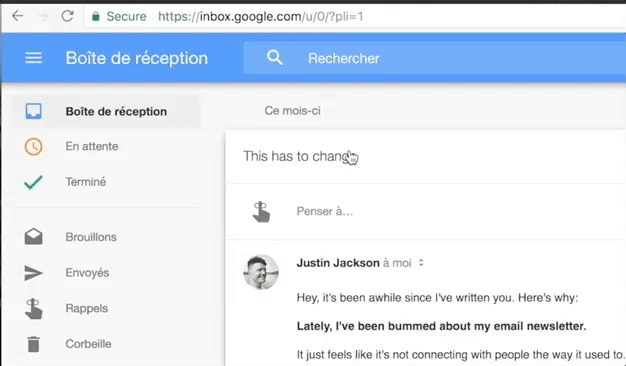 Secure https://inbox.google.com/u/0/?pli=1
Boîte de réception Rechercher
Boîte de réception
En attente
Terminé
Brouillons
Envoyés
Rappels
Corbeille
Ce mois-ci
This has to change
Penser à...
Justin Jackson à moi
Hey, it's been awhile since I've written you. Here's why:
Lately, I've been bummed about my email newsletter.
It just feels like it's not connecting with people the way it used to.